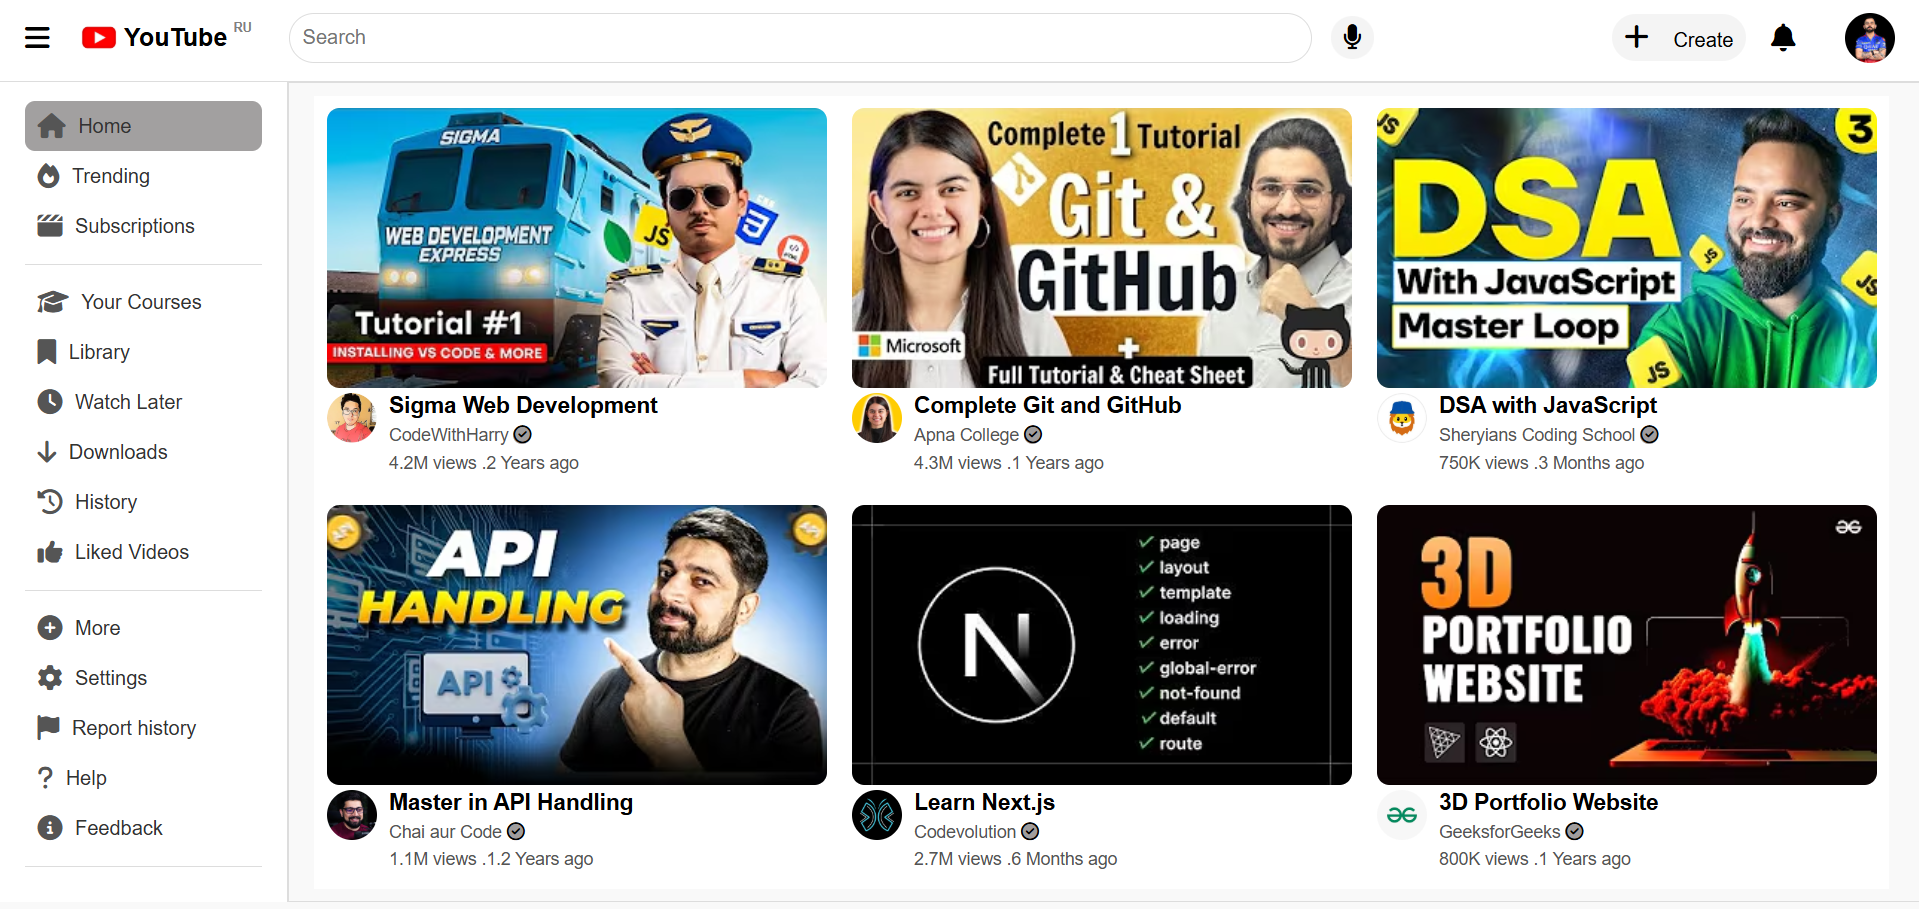 YouTube RU
Search
Create
Home
Trending
Subscriptions
Your Courses
Library
Watch Later
Downloads
History
Liked Videos
More
Settings
Report history
Help
Feedback
SIGMA
WEB DEVELOPMENT
EXPRESS
JS
Tutorial #1
INSTALLING VS CODE & MORE
Sigma Web Development
CodeWithHarry
4.2M views .2 Years ago
Complete 1 Tutorial
Git &
GitHub
Microsoft
+
Full Tutorial & Cheat Sheet
Complete Git and GitHub
Apna College
4.3M views .1 Years ago
JS
3
DSA
JS
JS
With JavaScript
Master Loop
JS
DSA with JavaScript
Sheryians Coding School
750K views .3 Months ago
API
HANDLING
API
Master in API Handling
Chai aur Code
1.1M views .1.2 Years ago
N
page
layout
template
loading
error
global-error
not-found
default
route
Learn Next.js
Codevolution
2.7M views .6 Months ago
3D
PORTFOLIO
WEBSITE
3D Portfolio Website
GeeksforGeeks
800K views .1 Years ago